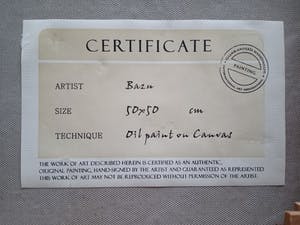 CERTIFICATE
ARTIST Bazu
SIZE 50x50 cm
TECHNIQUE Oil paint on Canvas
PAINTING
THE WORK OF ART DESCRIBED HEREIN IS CERTIFIED AS AN AUTHENTIC,
ORIGINAL PAINTING, HAND-SIGNED BY THE ARTIST AND GUARANTEED AS REPRESENTED
THIS WORK OF ART MAY NOT BE REPRODUCED WITHOUT PERMISSION OF THE ARTIST.